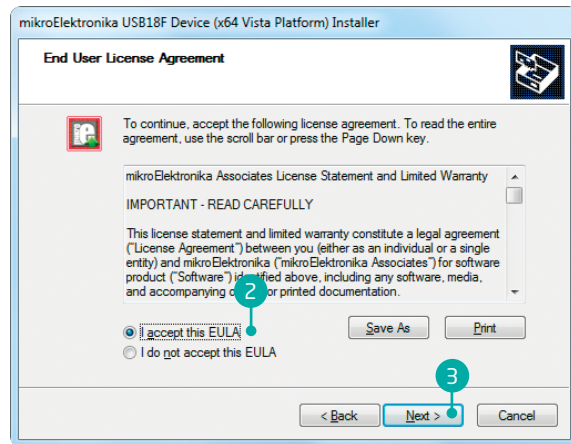 mikroElektronika USB18F Device (x64 Vista Platform) Installer
End User License Agreement
To continue, accept the following license agreement. To read the entire
agreement, use the scroll bar or press the Page Down key.
mikroElektronika Associates License Statement and Limited Warranty
IMPORTANT - READ CAREFULLY
This license statement and limited warranty constitute a legal agreement
("License Agreement") between you (either as an individual or a single
entity) and mikroElektronika ("mikroElektronika Associates") for software
product ("Software") identified above, including any software, media,
and accompanying or printed documentation.
2
I accept this EULA
Save As
Print
I do not accept this EULA
3
< Back
Next >
Cancel